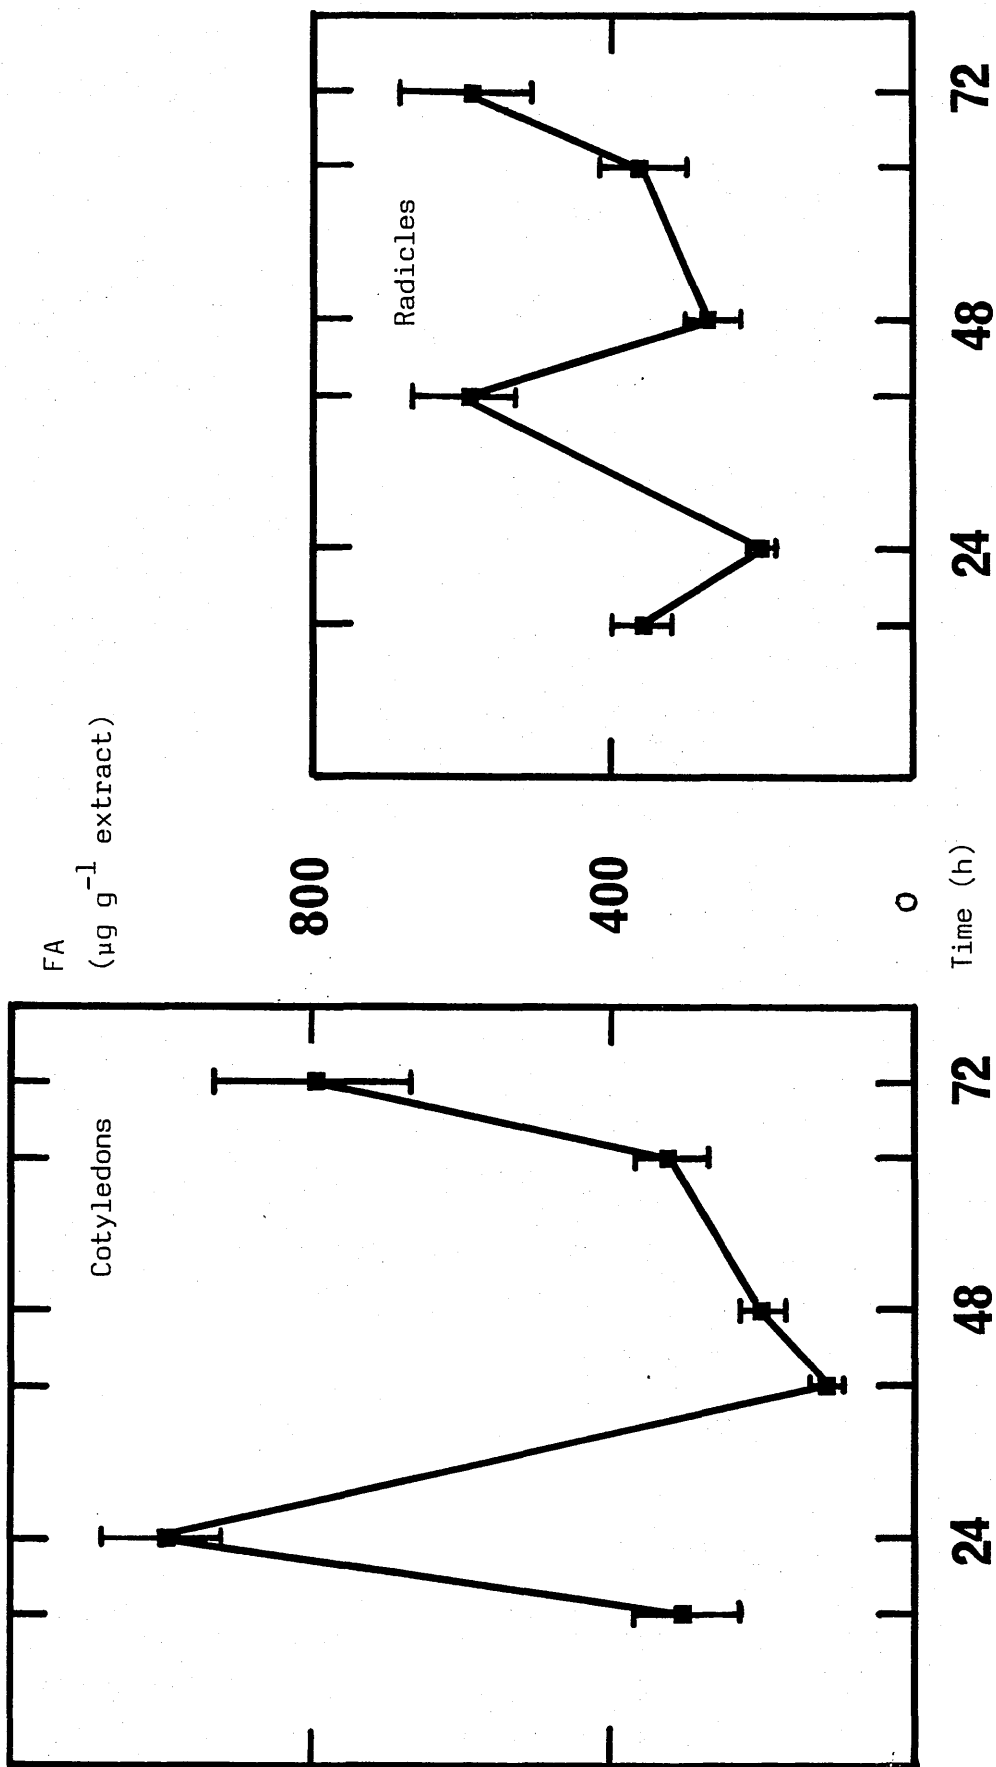 Cotyledons
24
48
72
FA
(µg g⁻¹ extract)
800
400
0
Time (h)
Radicles
24
48
72